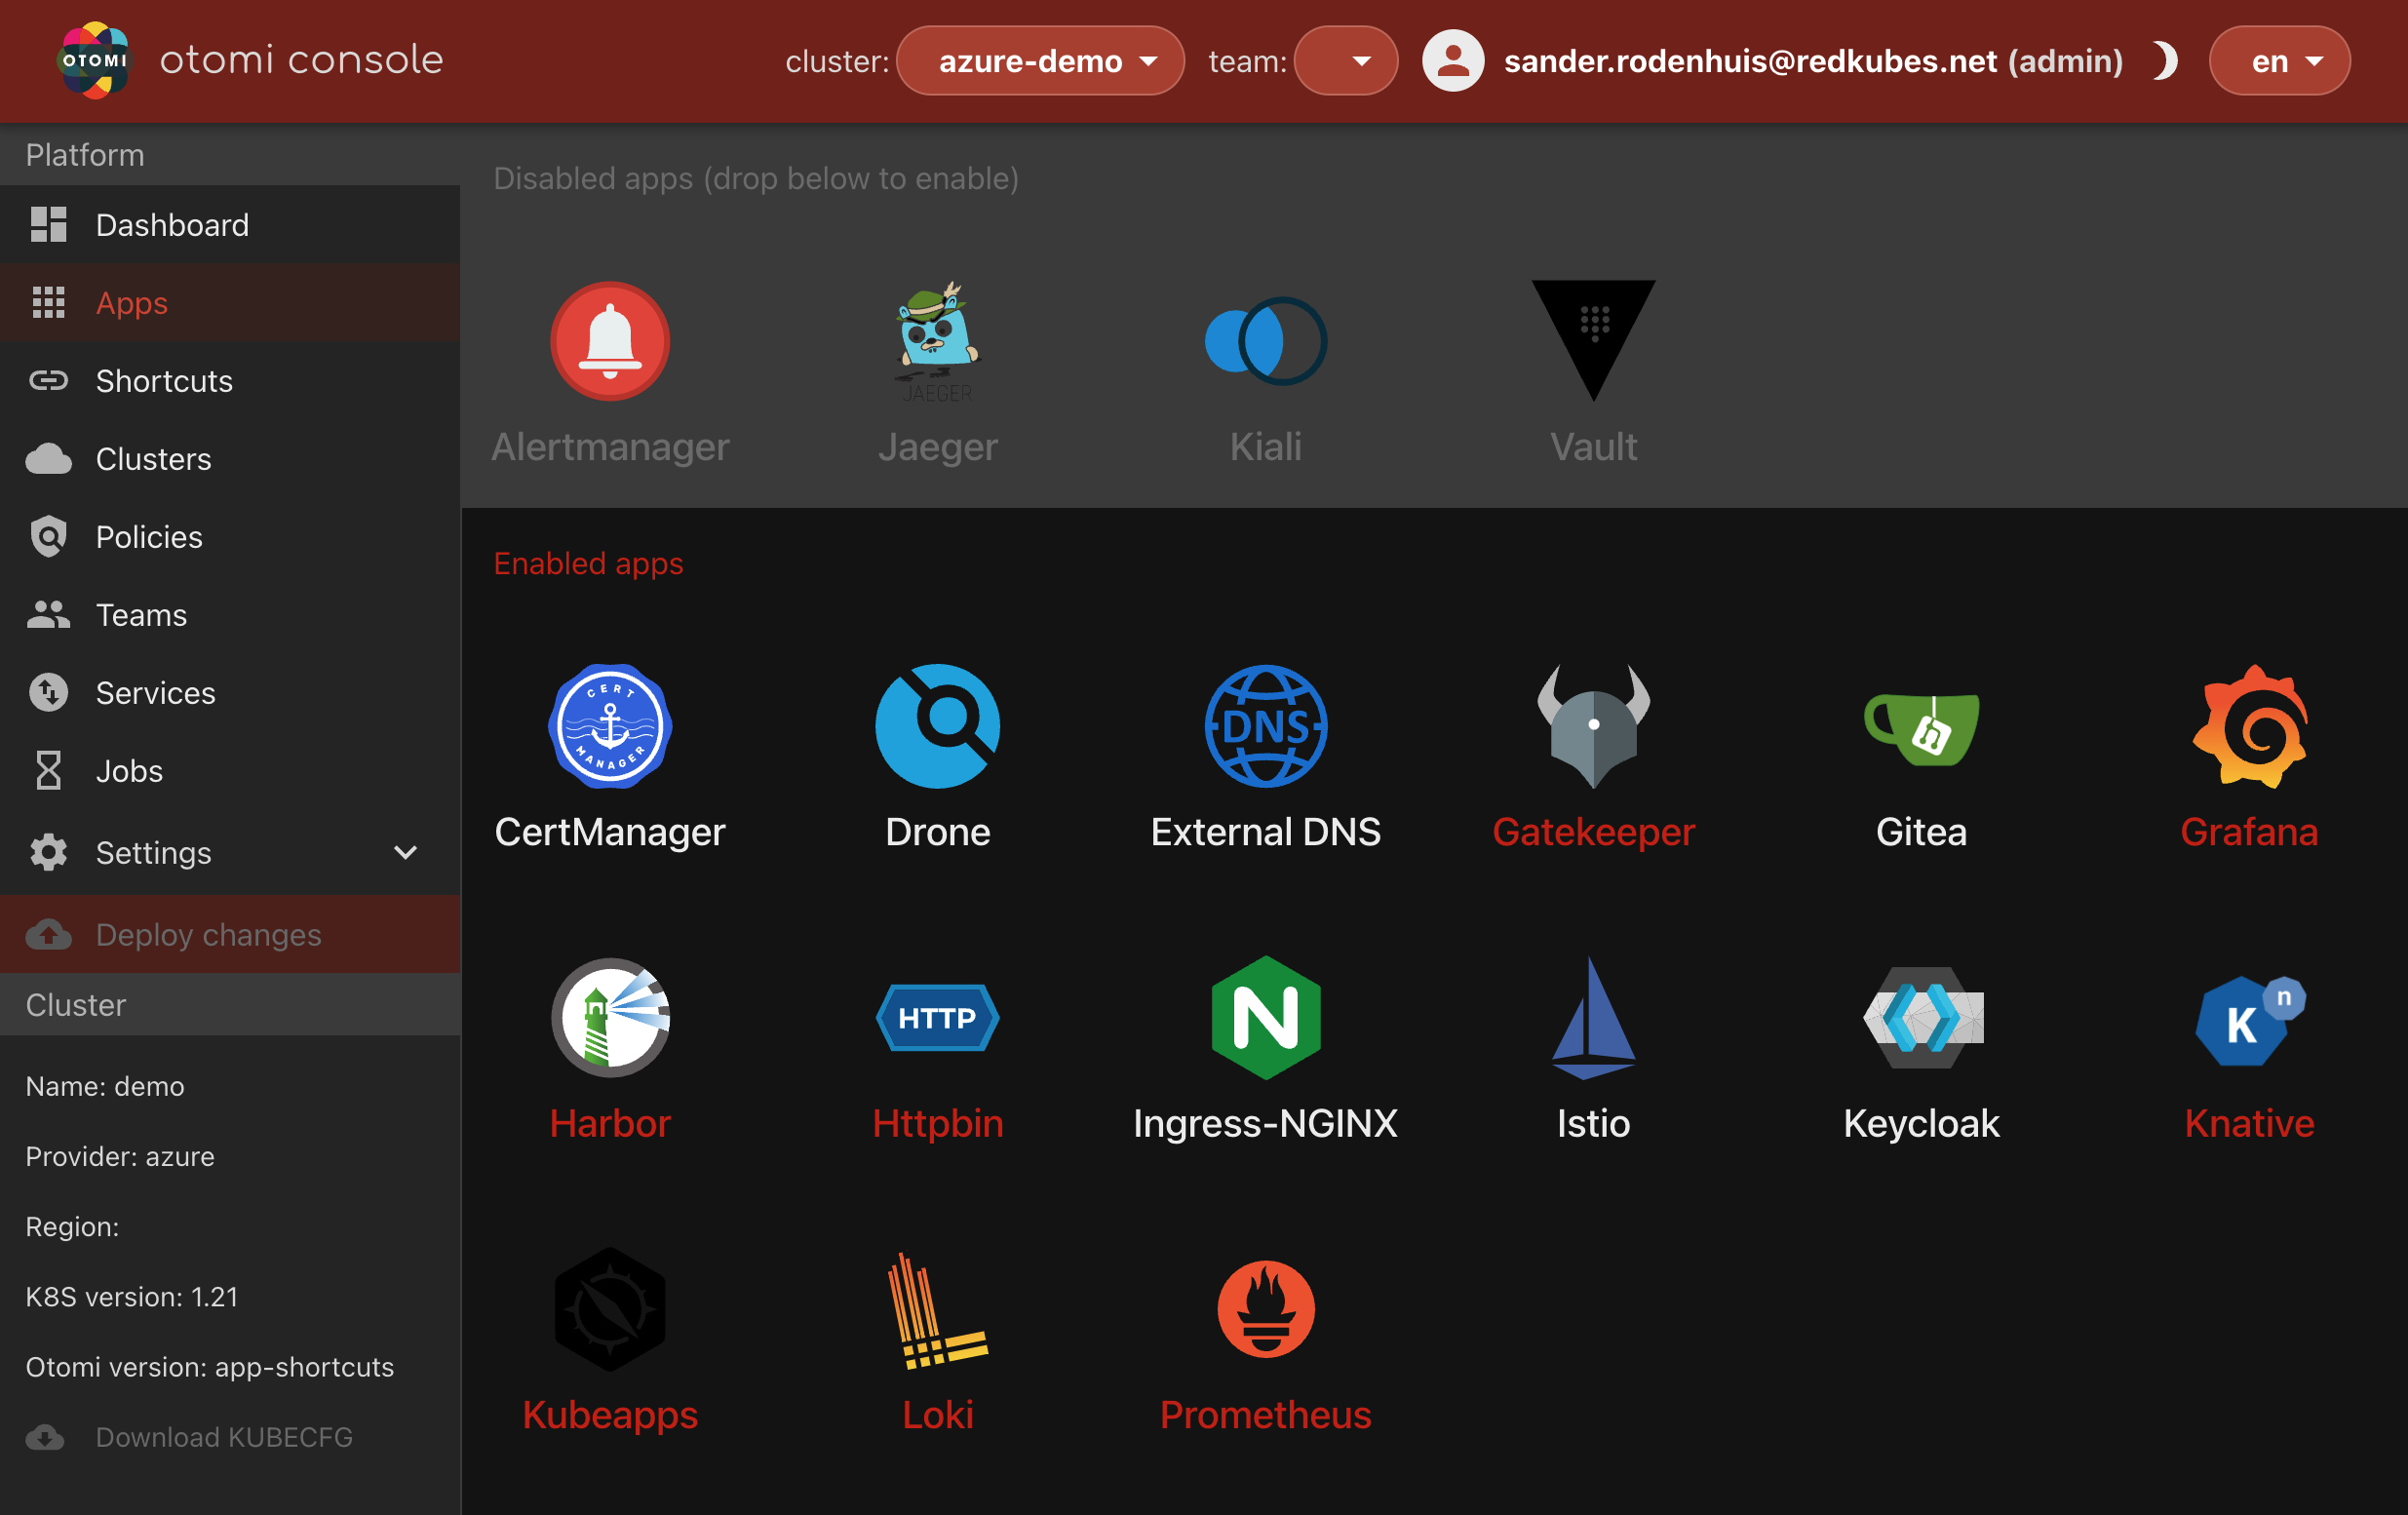 OTOMI
otomi console
cluster: azure-demo
team:
sander.rodenhuis@redkubes.net (admin)
en
Platform
Dashboard
Apps
Shortcuts
Clusters
Policies
Teams
Services
Jobs
Settings
Deploy changes
Cluster
Name: demo
Provider: azure
Region:
K8S version: 1.21
Otomi version: app-shortcuts
Download KUBECFG
Disabled apps (drop below to enable)
JAEGER
Alertmanager
Jaeger
Kiali
Vault
Enabled apps
CERT
MANAGER
DNS
CertManager
Drone
External DNS
Gatekeeper
Gitea
Grafana
HTTP
N
K
n
Harbor
Httpbin
Ingress-NGINX
Istio
Keycloak
Knative
Kubeapps
Loki
Prometheus